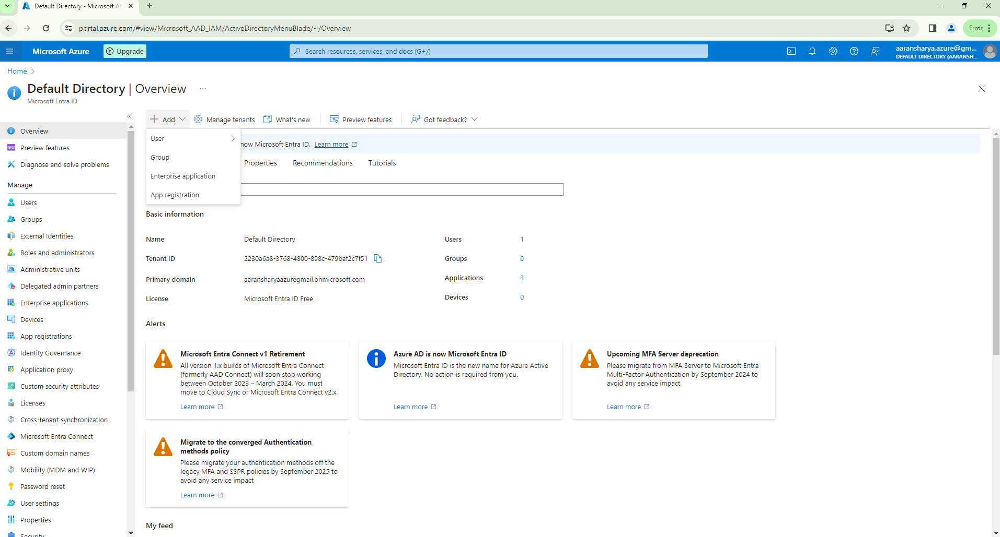 Default Directory - Microsoft Az
portal.azure.com/#view/Microsoft_AAD_IAM/ActiveDirectoryMenuBlade/~/Overview
Error
Microsoft Azure
Upgrade
Search resources, services, and docs (G+/)
aaransharya.azure@gm...
DEFAULT DIRECTORY (AARANSH...
Home
Default Directory | Overview
...
Microsoft Entra ID
Add
Manage tenants
What's new
Preview features
Got feedback?
User
Group
Enterprise application
App registration
now Microsoft Entra ID. Learn more
Properties
Recommendations
Tutorials
Overview
Preview features
Diagnose and solve problems
Manage
Users
Groups
External Identities
Roles and administrators
Administrative units
Delegated admin partners
Enterprise applications
Devices
App registrations
Identity Governance
Application proxy
Custom security attributes
Licenses
Cross-tenant synchronization
Microsoft Entra Connect
Custom domain names
Mobility (MDM and WIP)
Password reset
User settings
Properties
Security
Basic information
Name
Default Directory
Users
1
Tenant ID
2230a6a8-3768-4800-898c-479baf2c7f51
Groups
0
Primary domain
aaransharyaazuregmail.onmicrosoft.com
Applications
3
License
Microsoft Entra ID Free
Devices
0
Alerts
Microsoft Entra Connect v1 Retirement
All version 1.x builds of Microsoft Entra Connect
(formerly AAD Connect) will soon stop working
between October 2023 – March 2024. You must
move to Cloud Sync or Microsoft Entra Connect v2.x.
Learn more
Azure AD is now Microsoft Entra ID
Microsoft Entra ID is the new name for Azure Active
Directory. No action is required from you.
Learn more
Upcoming MFA Server deprecation
Please migrate from MFA Server to Microsoft Entra
Multi-Factor Authentication by September 2024 to
avoid any service impact.
Learn more
Migrate to the converged Authentication
methods policy
Please migrate your authentication methods off the
legacy MFA and SSPR policies by September 2025 to
avoid any service impact
Learn more
My feed